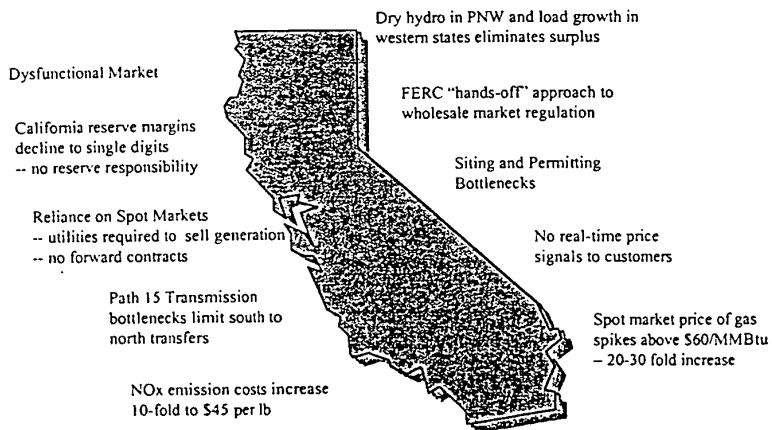 Dry hydro in PNW and load growth in
western states eliminates surplus
Dysfunctional Market
FERC "hands-off" approach to
wholesale market regulation
California reserve margins
decline to single digits
-- no reserve responsibility
Siting and Permitting
Bottlenecks
Reliance on Spot Markets
-- utilities required to sell generation
-- no forward contracts
No real-time price
signals to customers
Path 15 Transmission
bottlenecks limit south to
north transfers
Spot market price of gas
spikes above $60/MMBtu
– 20-30 fold increase
NOx emission costs increase
10-fold to $45 per lb